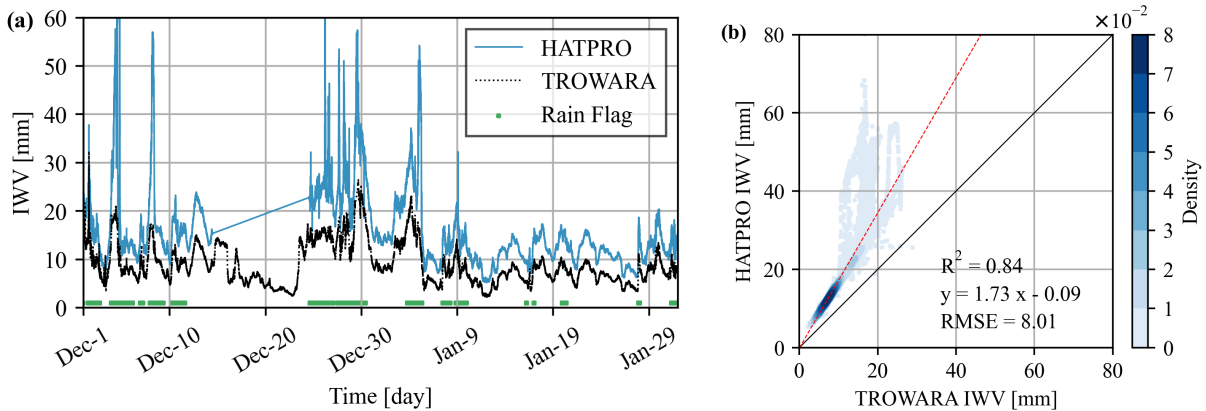 (a)
60
50
40
30
20
10
0
IWV [mm]
HATPRO
TROWARA
Rain Flag
Dec-1
Dec-10
Dec-20
Dec-30
Jan-9
Jan-19
Jan-29
Time [day]
(b)
80
60
40
20
0
HATPRO IWV [mm]
R² = 0.84
y = 1.73 x - 0.09
RMSE = 8.01
0 20 40 60 80
TROWARA IWV [mm]
×10⁻²
8
7
6
5
4
3
2
1
0
Density